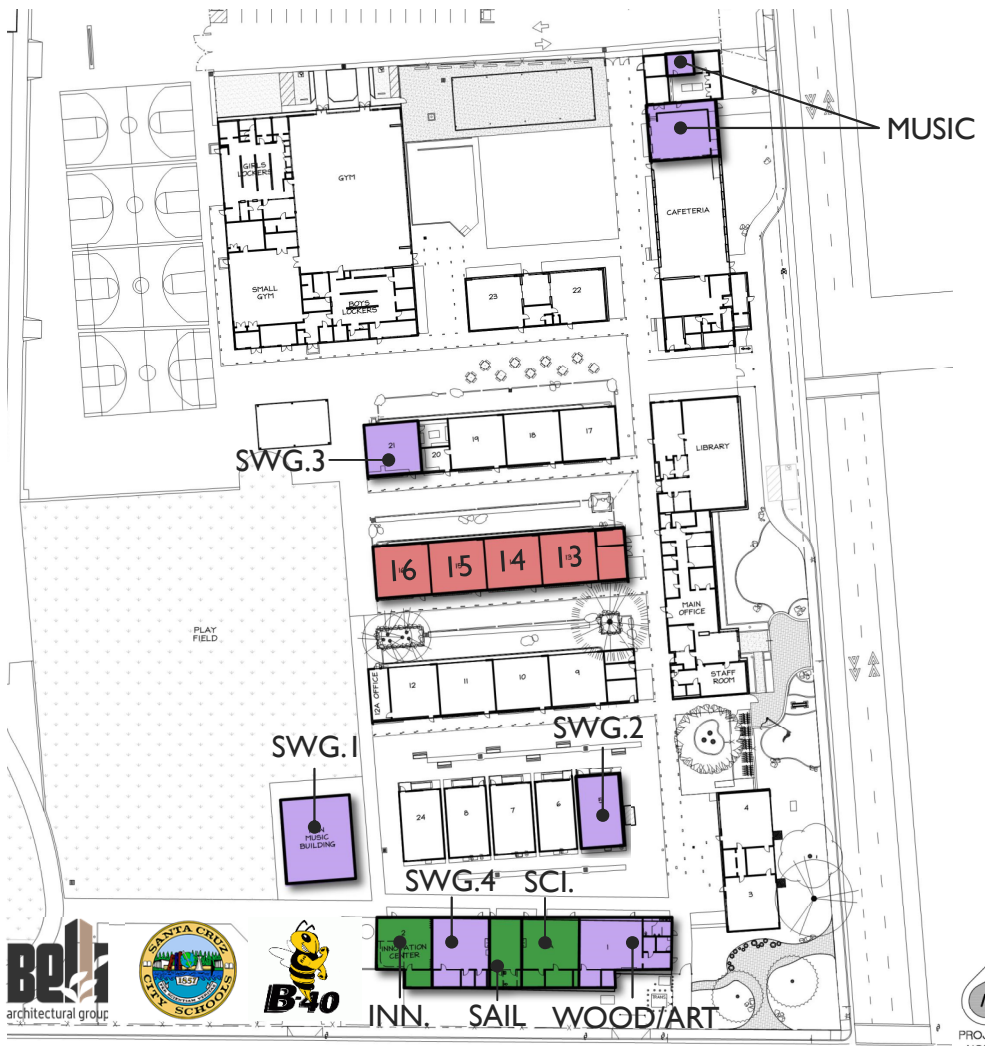 MUSIC
GIRLS
LOCKERS
GYM
CAFETERIA
SMALL
GYM
BOYS
LOCKERS
23
22
21
20
19
18
17
LIBRARY
SWG.3
16
15
14
13
MAIN
OFFICE
PLAY
FIELD
STAFF
ROOM
12A OFFICE
12
11
10
9
SWG.1
SWG.2
24
8
7
6
4
3
MUSIC
BUILDING
SWG.4
SCI.
2
INNOVATION
CENTER
1
INN.
SAIL
WOOD/ART
Belli
architectural group
SANTA CRUZ
CITY SCHOOLS
1857
B-40